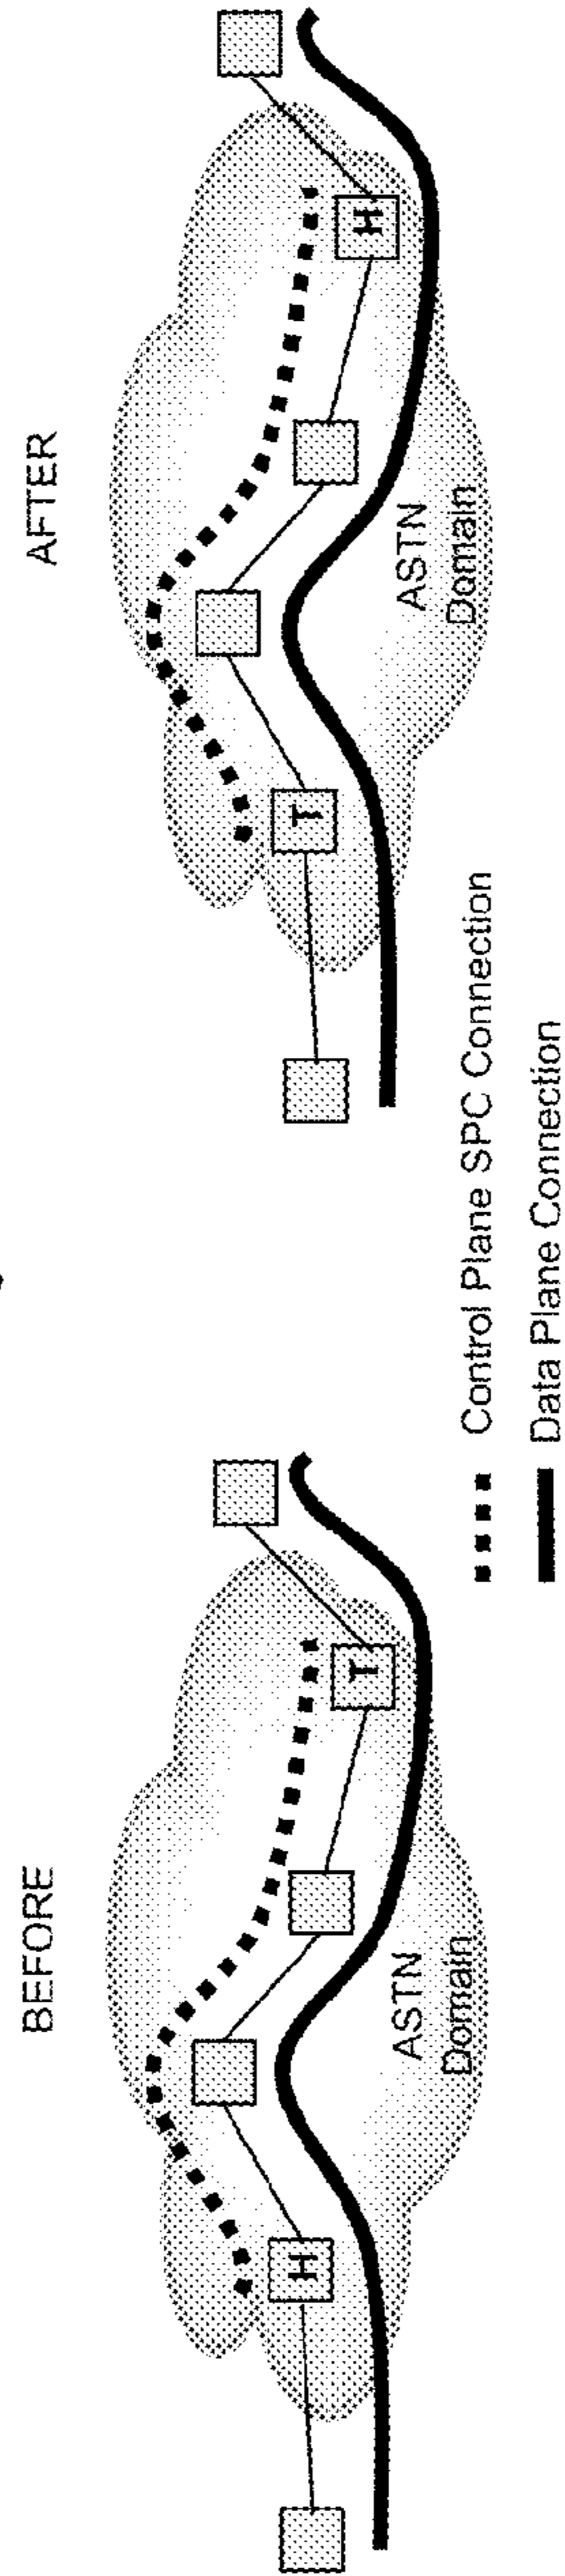 BEFORE
H
T
ASTN
Domain
AFTER
T
H
ASTN
Domain
Control Plane SPC Connection
Data Plane Connection